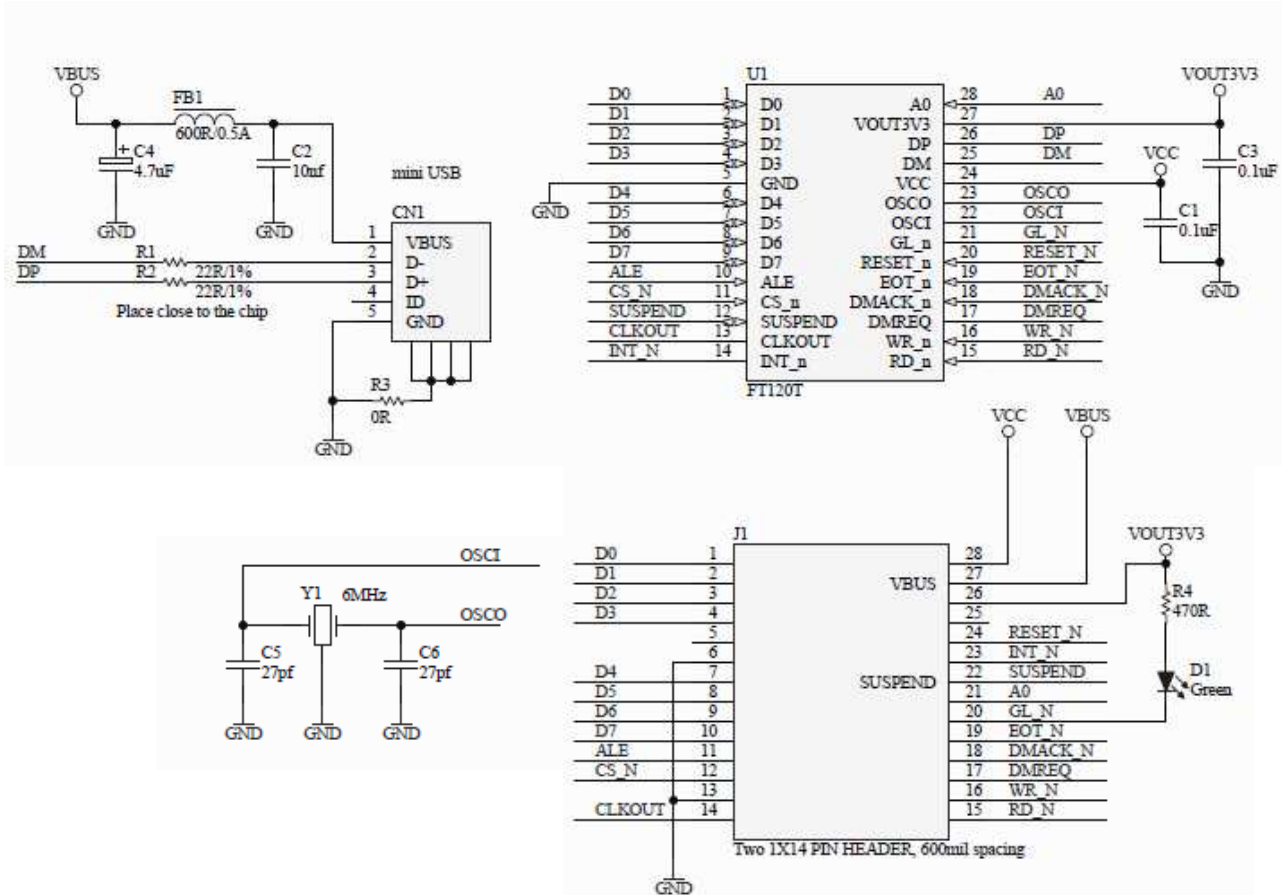 VBUS
FB1
600R/0.5A
C4
4.7uF
C2
10nf
GND
GND
mini USB
CN1
1 VBUS
DM R1 22R/1% 2 D-
DP R2 22R/1% 3 D+
4 ID
5 GND
Place close to the chip
R3
0R
GND
U1
D0 1 D0
D1 2 D1
D2 3 D2
D3 4 D3
GND 5 GND
D4 6 D4
D5 7 D5
D6 8 D6
D7 9 D7
ALE 10 ALE
CS_N 11 CS_n
SUSPEND 12 SUSPEND
CLKOUT 13 CLKOUT
INT_N 14 INT_n
A0 28 A0
VOUT3V3 27
DP 26 DP
DM 25 DM
VCC 24
OSCO 23 OSCO
OSCI 22 OSCI
GL_n 21 GL_N
RESET_n 20 RESET_N
EOT_n 19 EOT_N
DMACK_n 18 DMACK_N
DMREQ 17 DMREQ
WR_n 16 WR_N
RD_n 15 RD_N
FT120T
VOUT3V3
VCC
C3
0.1uF
C1
0.1uF
GND
OSCI
Y1 6MHz
OSCO
C5
27pf
C6
27pf
GND
GND
GND
VCC
VBUS
J1
D0 1
D1 2
D2 3
D3 4
5
6
D4 7
D5 8
D6 9
D7 10
ALE 11
CS_N 12
13
CLKOUT 14
28
VBUS 27
26
25
24 RESET_N
23 INT_N
SUSPEND 22 SUSPEND
21 A0
20 GL_N
19 EOT_N
18 DMACK_N
17 DMREQ
16 WR_N
15 RD_N
Two 1X14 PIN HEADER, 600mil spacing
GND
VOUT3V3
R4
470R
D1
Green